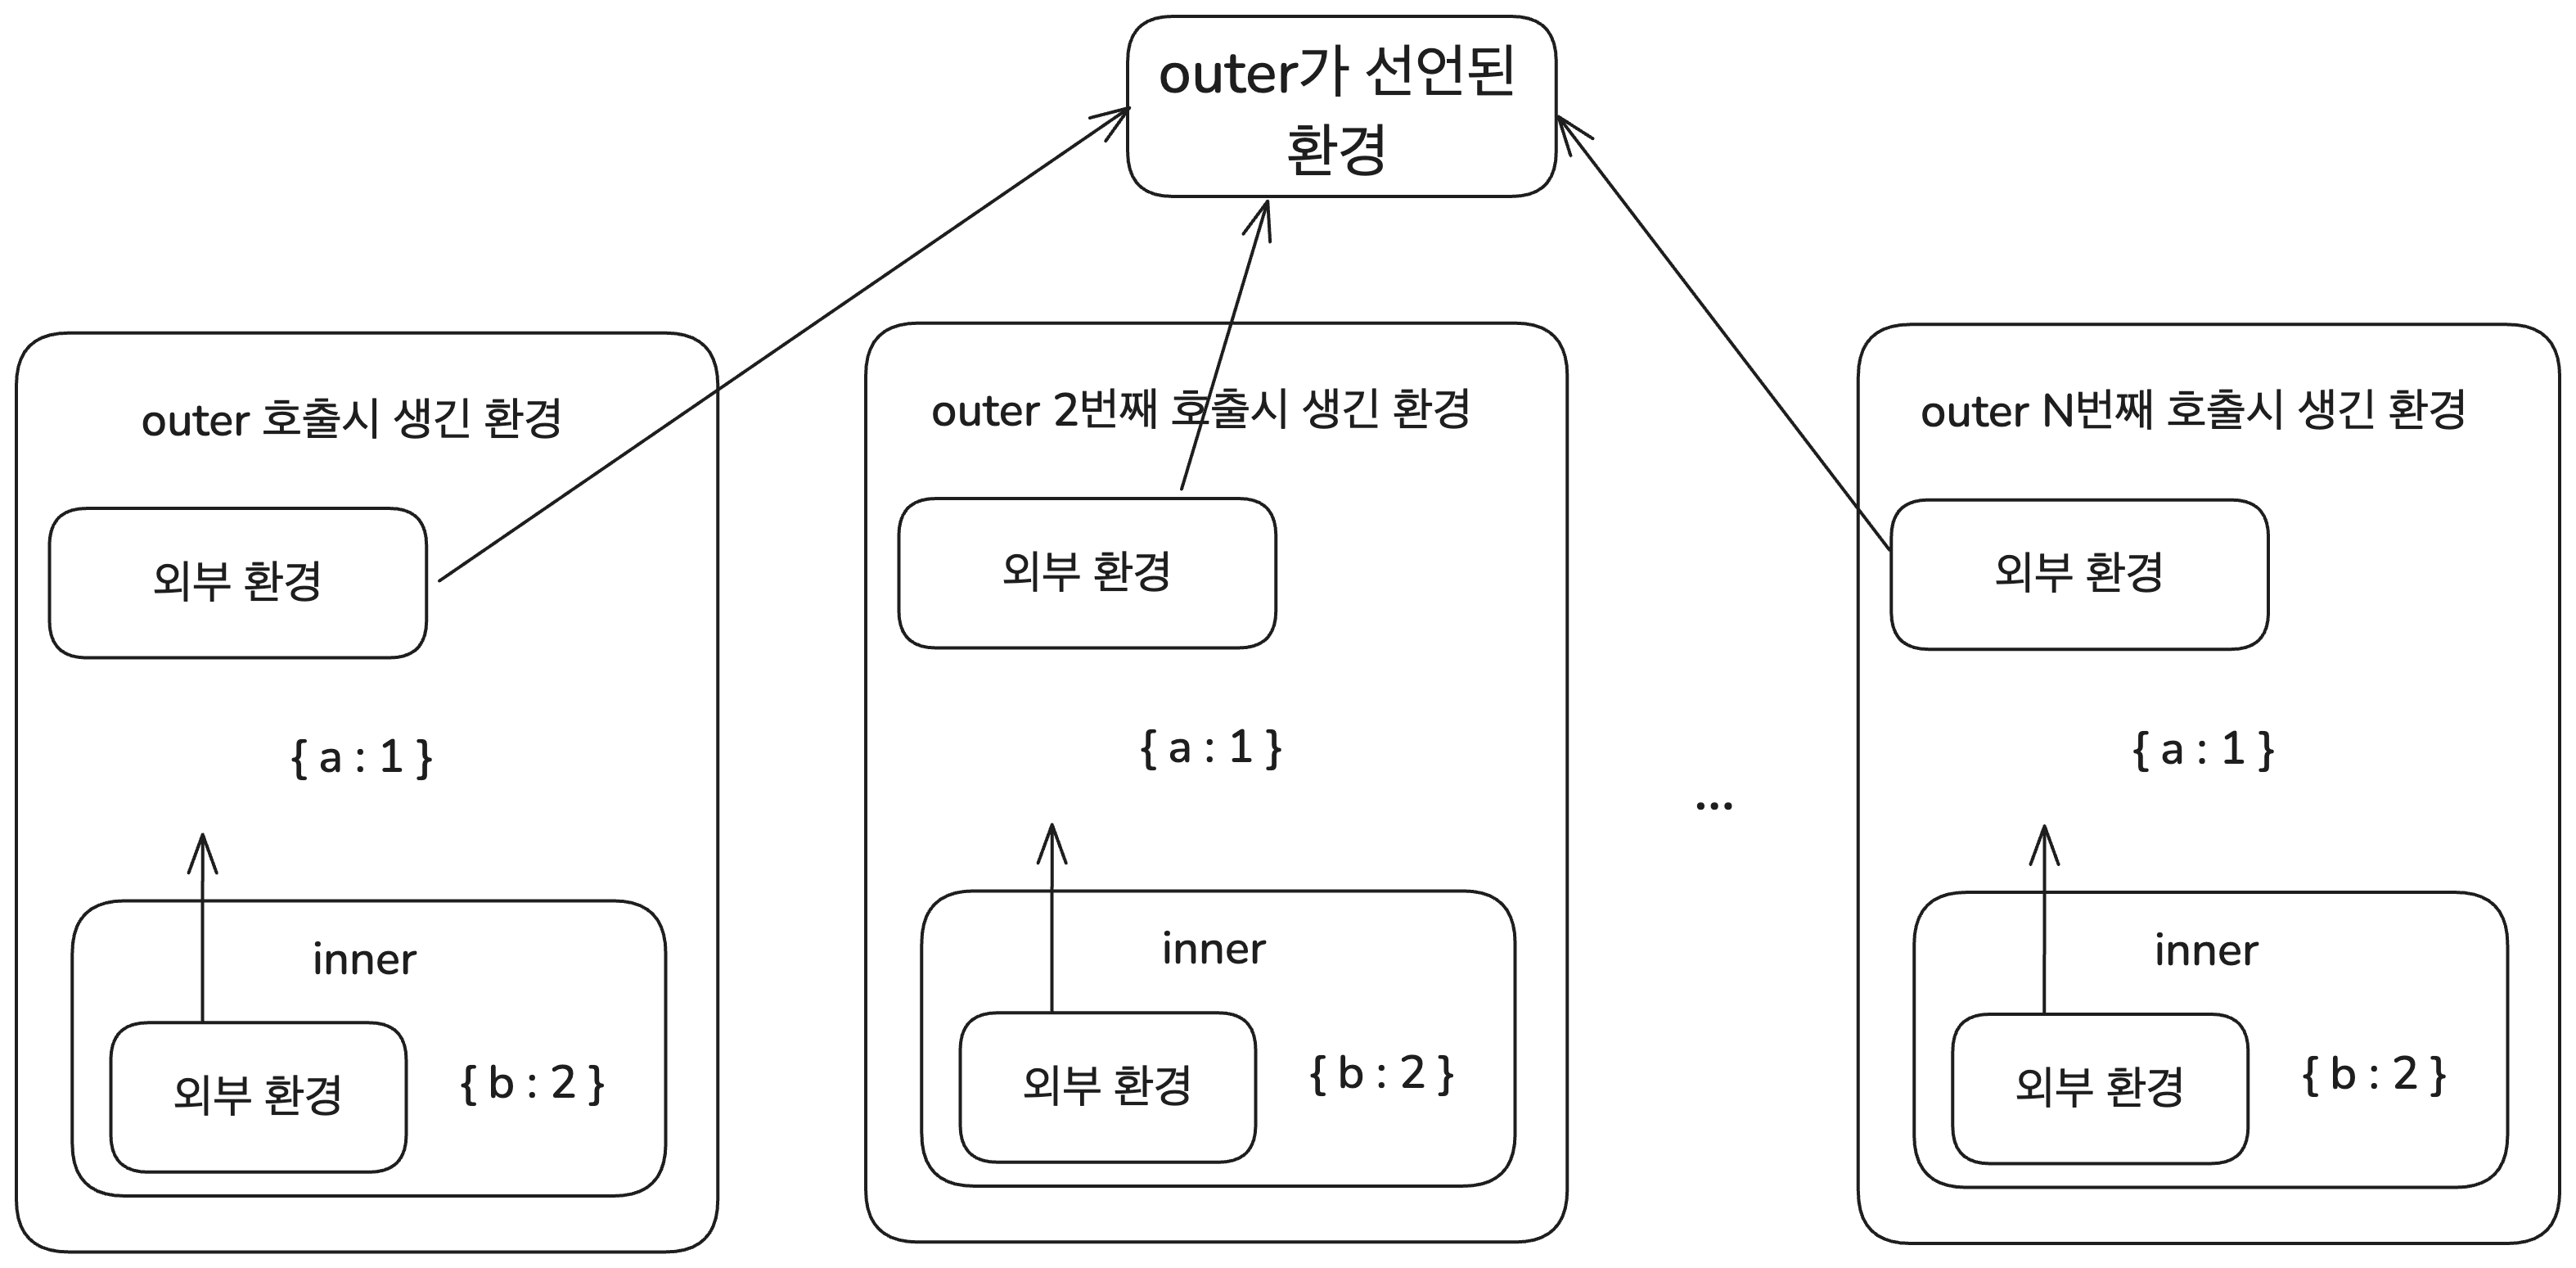 outer가 선언된
환경
outer 호출시 생긴 환경
외부 환경
{ a : 1 }
inner
외부 환경
{ b : 2 }
outer 2번째 호출시 생긴 환경
외부 환경
{ a : 1 }
inner
외부 환경
{ b : 2 }
...
outer N번째 호출시 생긴 환경
외부 환경
{ a : 1 }
inner
외부 환경
{ b : 2 }